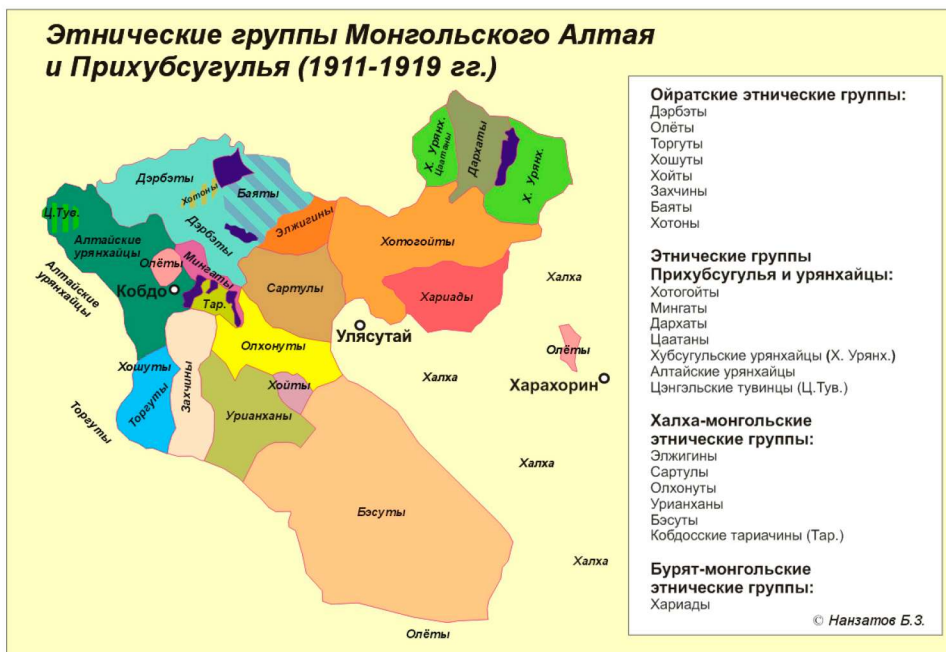 Этнические группы Монгольского Алтая
и Прихубсугулья (1911-1919 гг.)
Х. Урянх.
Цаатаны
Дархаты
Х. Урянх.
Дэрбэты
Хотоны
Баяты
Ц.Тув.
Дэрбэты
Элжигины
Хотогойты
Алтайские
урянхайцы
Олёты
Мингаты
Алтайские
урянхайцы
Кобдо
Тар.
Сартулы
Хариады
Халха
Улясутай
Олёты
Олхонуты
Хошуты
Торгуты
Захчины
Хойты
Халха
Харахорин
Торгуты
Урианханы
Халха
Бэсуты
Халха
Олёты
Ойратские этнические группы:
Дэрбэты
Олёты
Торгуты
Хошуты
Хойты
Захчины
Баяты
Хотоны
Этнические группы
Прихубсугулья и урянхайцы:
Хотогойты
Мингаты
Дархаты
Цаатаны
Хубсугульские урянхайцы (Х. Урянх.)
Алтайские урянхайцы
Цэнгэльские тувинцы (Ц.Тув.)
Халха-монгольские
этнические группы:
Элжигины
Сартулы
Олхонуты
Урианханы
Бэсуты
Кобдосские тариачины (Тар.)
Бурят-монгольские
этнические группы:
Хариады
© Нанзатов Б.З.